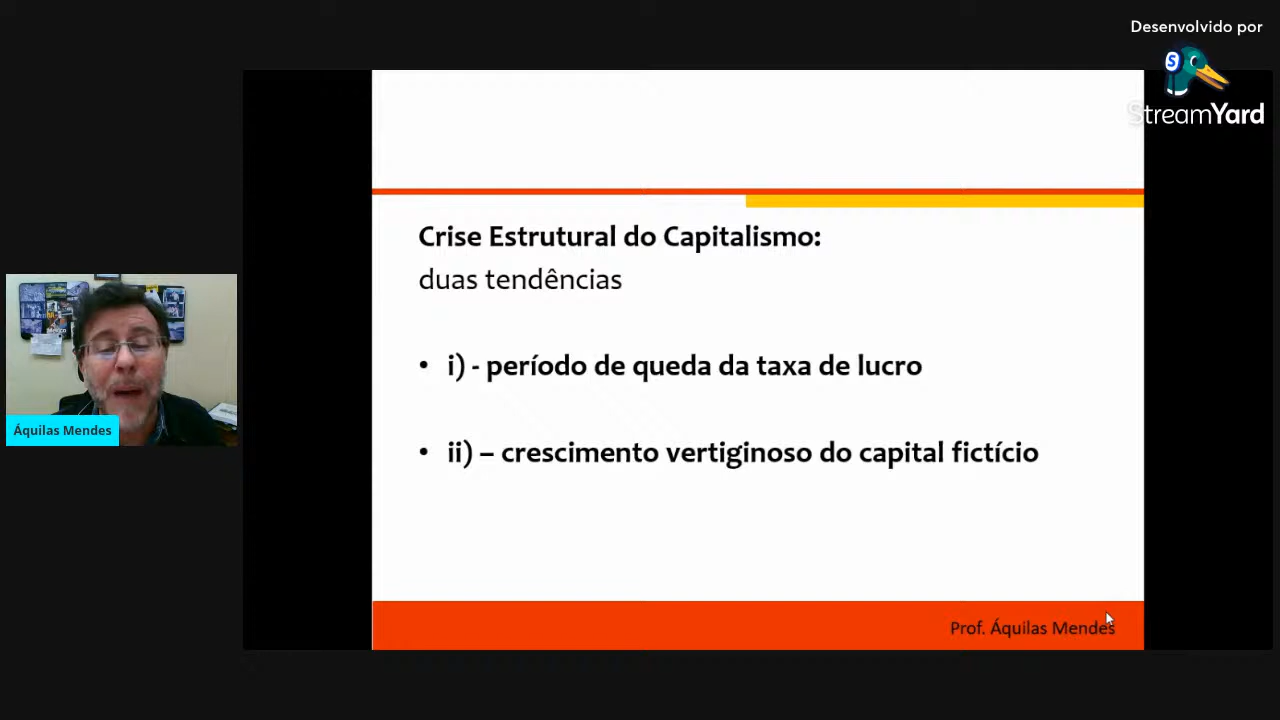 Desenvolvido por
StreamYard
Crise Estrutural do Capitalismo:
duas tendências
• i) - período de queda da taxa de lucro
• ii) – crescimento vertiginoso do capital fictício
Áquilas Mendes
Prof. Áquilas Mendes